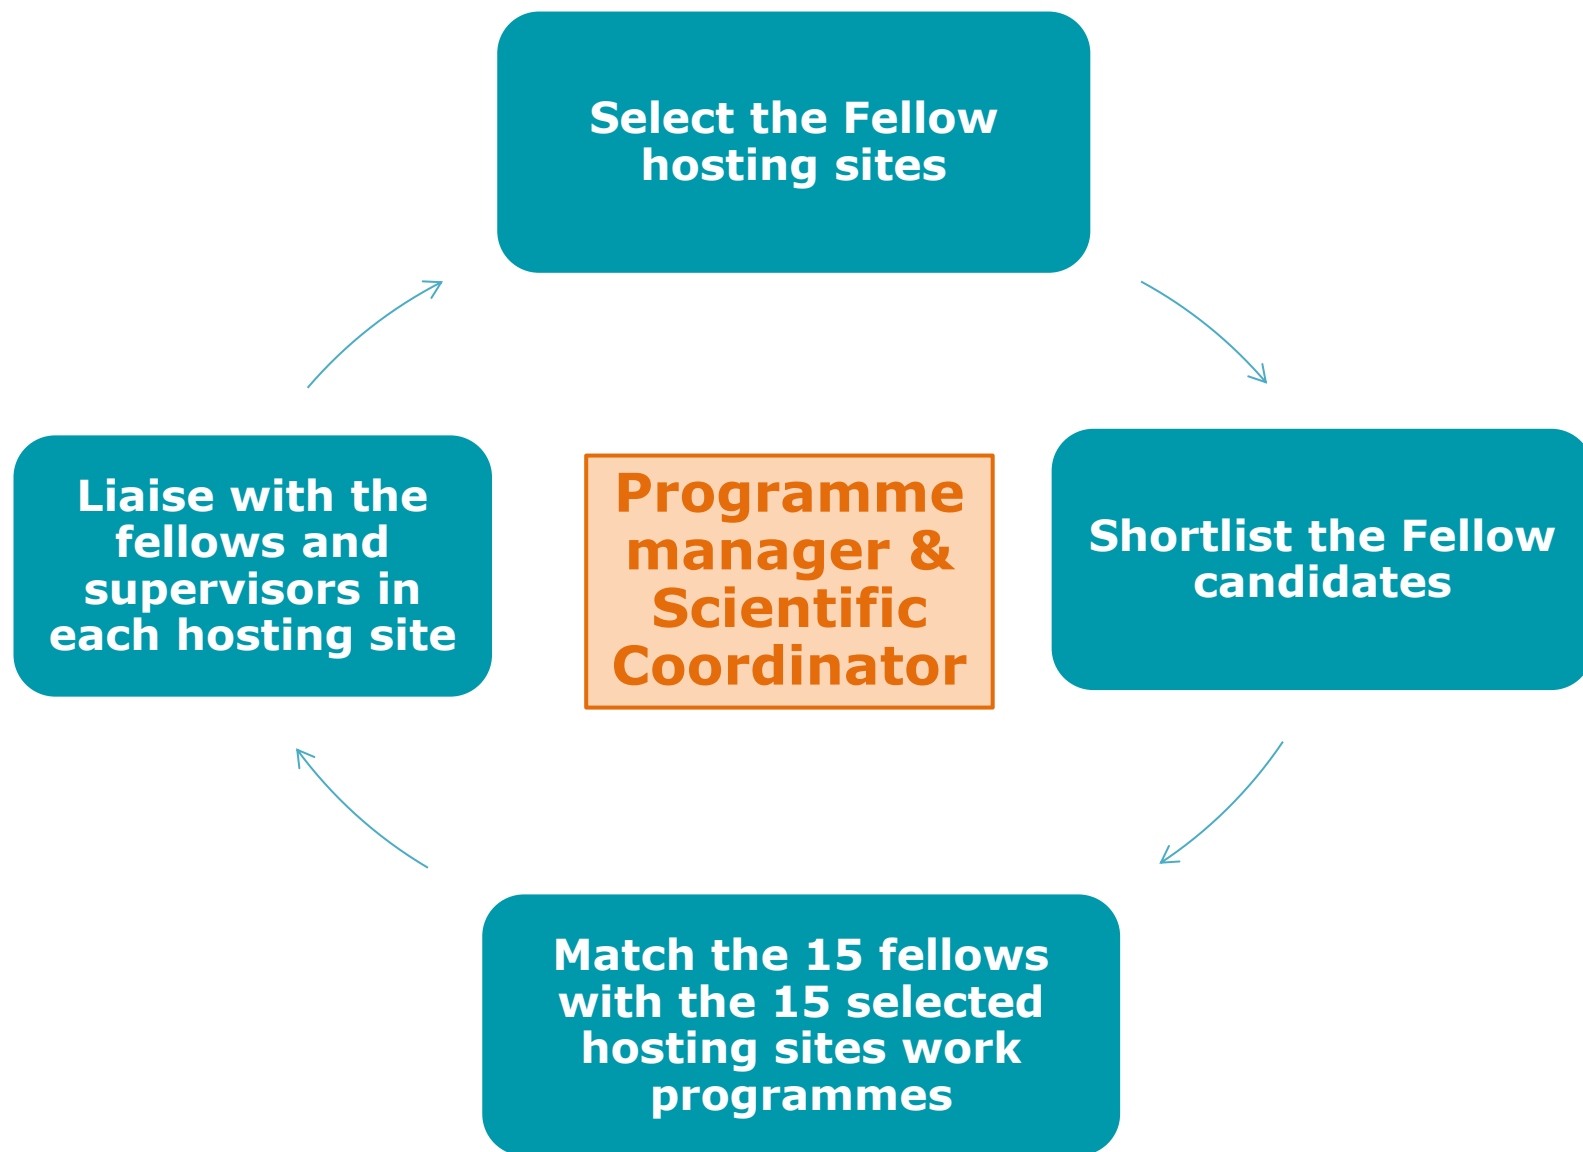 Select the Fellow
hosting sites
Shortlist the Fellow
candidates
Match the 15 fellows
with the 15 selected
hosting sites work
programmes
Liaise with the
fellows and
supervisors in
each hosting site
Programme
manager &
Scientific
Coordinator